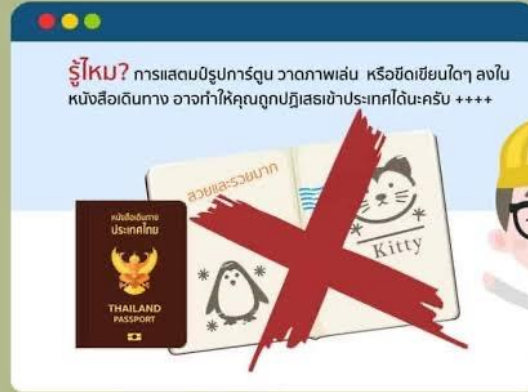 รู้ไหม? การแสตมป์รูปการ์ตูน วาดภาพเล่น หรือขีดเขียนใดๆ ลงใน
หนังสือเดินทาง อาจทำให้คุณถูกปฏิเสธเข้าประเทศได้นะครับ ++++
สวยและรวยมาก
Kitty
หนังสือเดินทาง
ประเทศไทย
THAILAND
PASSPORT